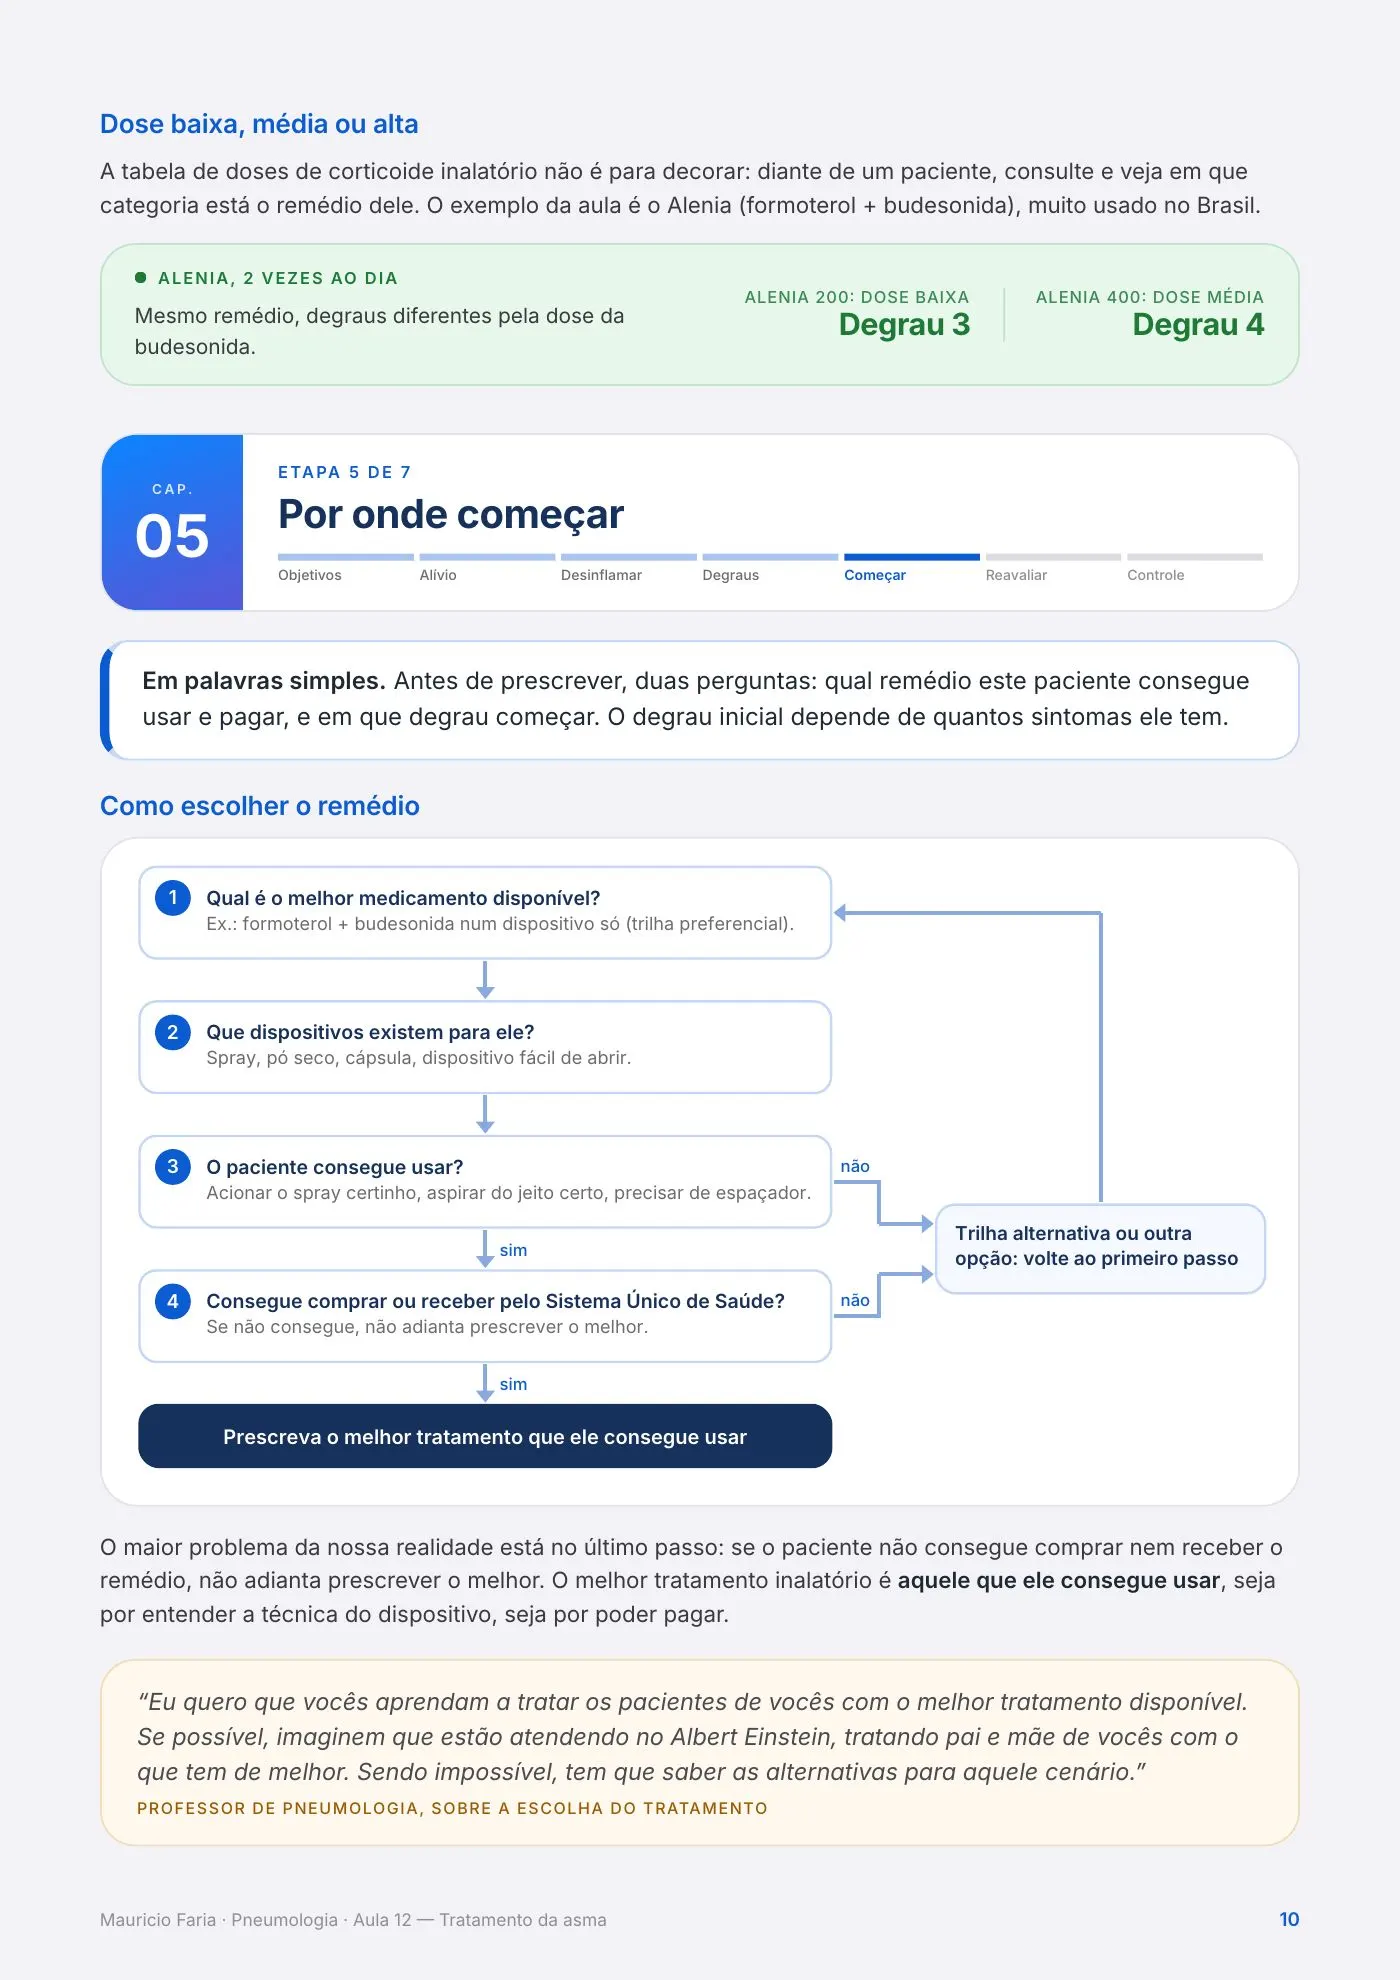 Dose baixa, média ou alta
A tabela de doses de corticoide inalatório não é para decorar: diante de um paciente, consulte e veja em que
categoria está o remédio dele. O exemplo da aula é o Alenia (formoterol + budesonida), muito usado no Brasil.
ALENIA, 2 VEZES AO DIA
Mesmo remédio, degraus diferentes pela dose da
budesonida.
ALENIA 200: DOSE BAIXA
Degrau 3
ALENIA 400: DOSE MÉDIA
Degrau 4
CAP.
05
ETAPA 5 DE 7
Por onde começar
Objetivos
Alívio
Desinflamar
Degraus
Começar
Reavaliar
Controle
Em palavras simples. Antes de prescrever, duas perguntas: qual remédio este paciente consegue
usar e pagar, e em que degrau começar. O degrau inicial depende de quantos sintomas ele tem.
Como escolher o remédio
1
Qual é o melhor medicamento disponível?
Ex.: formoterol + budesonida num dispositivo só (trilha preferencial).
2
Que dispositivos existem para ele?
Spray, pó seco, cápsula, dispositivo fácil de abrir.
3
O paciente consegue usar?
Acionar o spray certinho, aspirar do jeito certo, precisar de espaçador.
não
Trilha alternativa ou outra
opção: volte ao primeiro passo
sim
4
Consegue comprar ou receber pelo Sistema Único de Saúde?
Se não consegue, não adianta prescrever o melhor.
não
sim
Prescreva o melhor tratamento que ele consegue usar
O maior problema da nossa realidade está no último passo: se o paciente não consegue comprar nem receber o
remédio, não adianta prescrever o melhor. O melhor tratamento inalatório é aquele que ele consegue usar, seja
por entender a técnica do dispositivo, seja por poder pagar.
“Eu quero que vocês aprendam a tratar os pacientes de vocês com o melhor tratamento disponível.
Se possível, imaginem que estão atendendo no Albert Einstein, tratando pai e mãe de vocês com o
que tem de melhor. Sendo impossível, tem que saber as alternativas para aquele cenário.”
PROFESSOR DE PNEUMOLOGIA, SOBRE A ESCOLHA DO TRATAMENTO
Mauricio Faria · Pneumologia · Aula 12 — Tratamento da asma
10